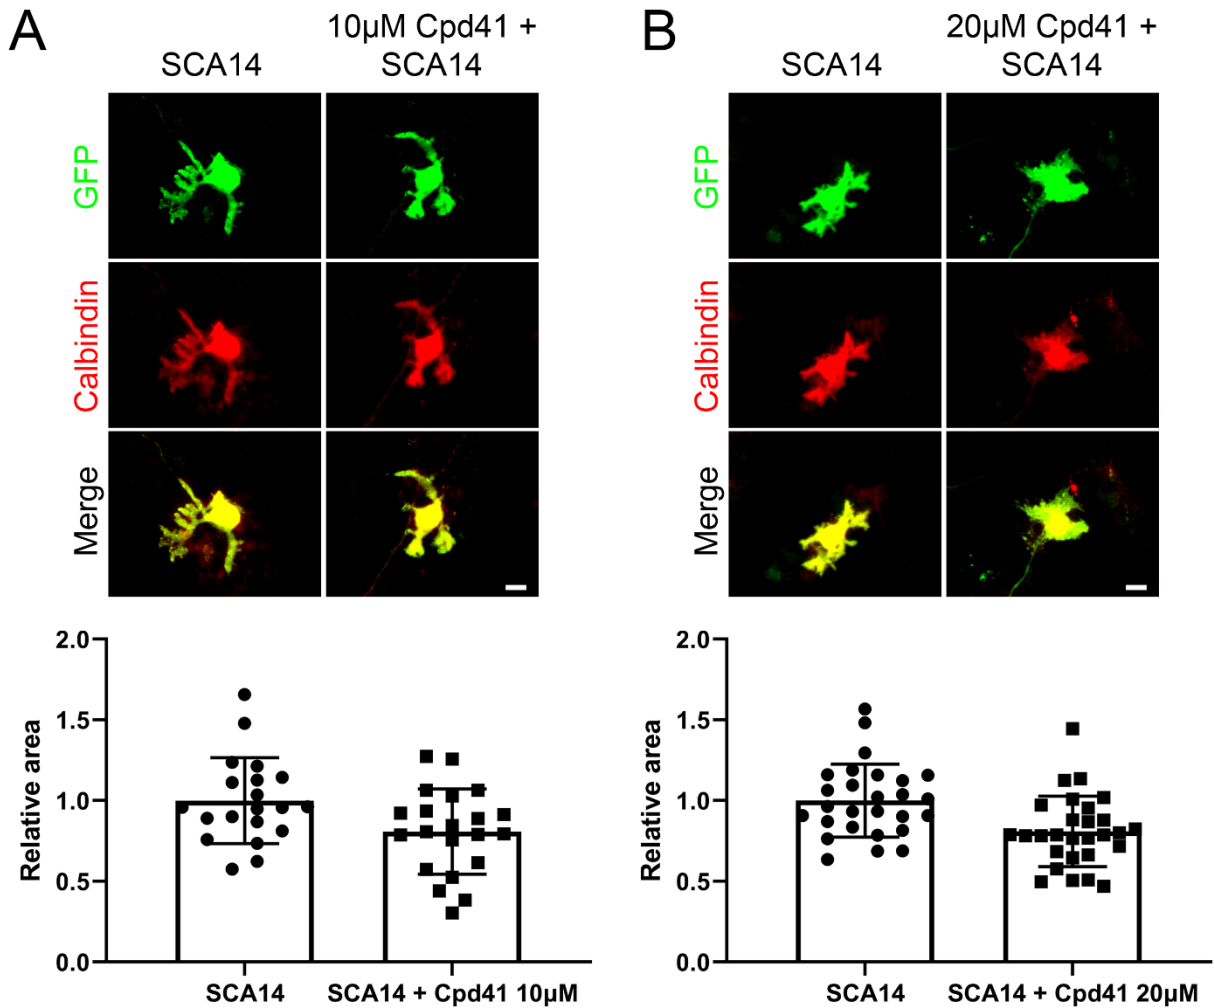 A
10µM Cpd41 +
SCA14
SCA14
GFP
Calbindin
Merge
B
20µM Cpd41 +
SCA14
SCA14
GFP
Calbindin
Merge
Relative area
2.0
1.5
1.0
0.5
0.0
SCA14
SCA14 + Cpd41 10µM
Relative area
2.0
1.5
1.0
0.5
0.0
SCA14
SCA14 + Cpd41 20µM